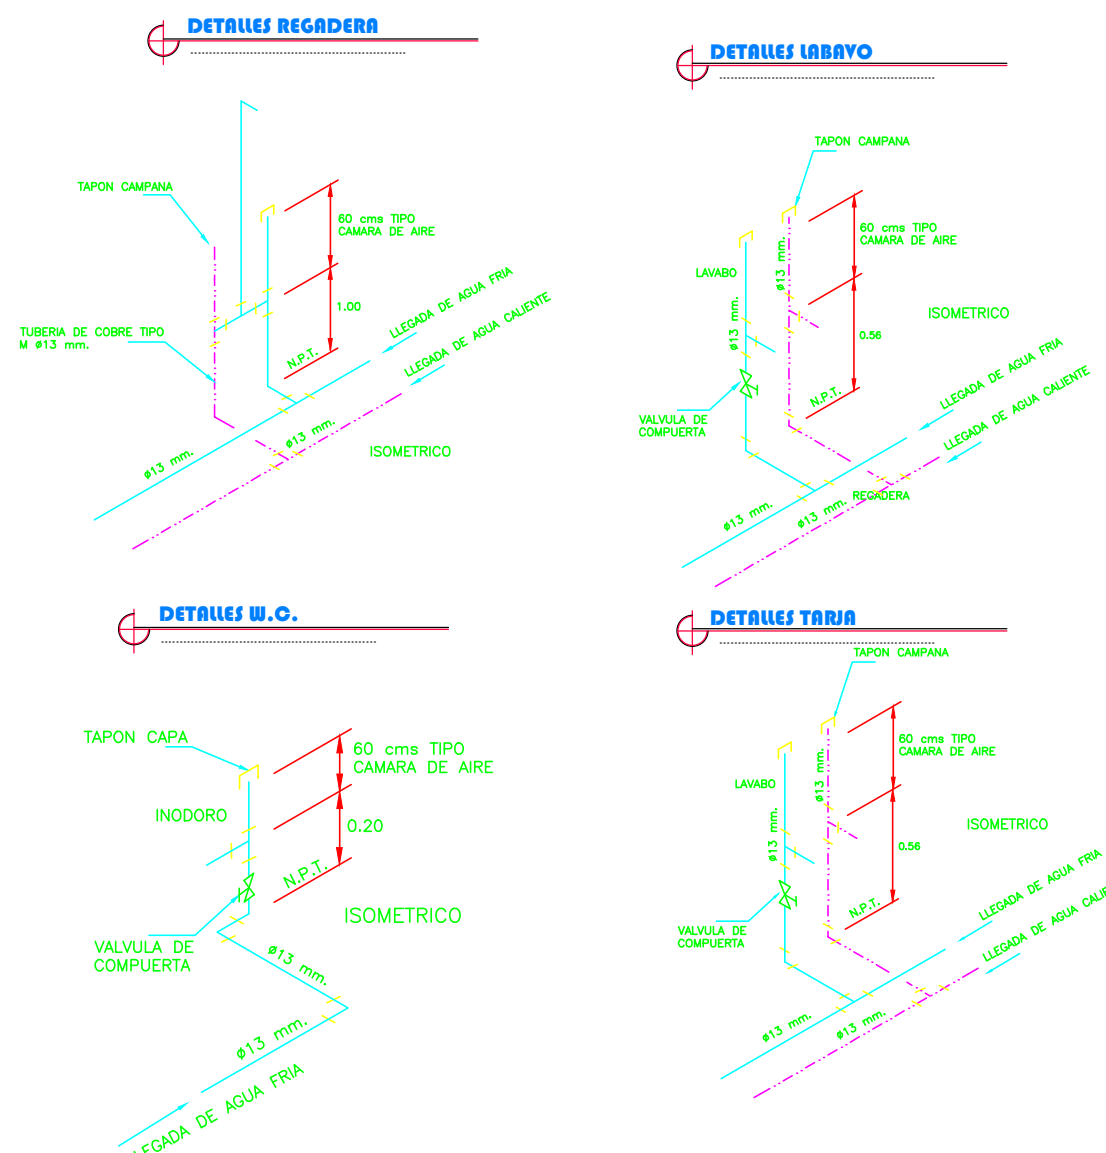 DETALLES REGADERA
TAPON CAMPANA
60 cms TIPO
CAMARA DE AIRE
1.00
N.P.T.
LLEGADA DE AGUA FRIA
LLEGADA DE AGUA CALIENTE
TUBERIA DE COBRE TIPO
M ø13 mm.
ø13 mm.
ø13 mm.
ISOMETRICO
DETALLES LABAVO
TAPON CAMPANA
60 cms TIPO
CAMARA DE AIRE
ø13 mm.
LAVABO
ø13 mm.
ISOMETRICO
0.56
N.P.T.
LLEGADA DE AGUA FRIA
LLEGADA DE AGUA CALIENTE
VALVULA DE
COMPUERTA
REGADERA
ø13 mm.
ø13 mm.
DETALLES W.C.
TAPON CAPA
60 cms TIPO
CAMARA DE AIRE
INODORO
0.20
N.P.T.
ISOMETRICO
VALVULA DE
COMPUERTA
ø13 mm.
ø13 mm.
LLEGADA DE AGUA FRIA
DETALLES TARJA
TAPON CAMPANA
60 cms TIPO
CAMARA DE AIRE
ø13 mm.
LAVABO
ø13 mm.
ISOMETRICO
0.56
N.P.T.
LLEGADA DE AGUA FRIA
LLEGADA DE AGUA CALIE
VALVULA DE
COMPUERTA
ø13 mm.
ø13 mm.